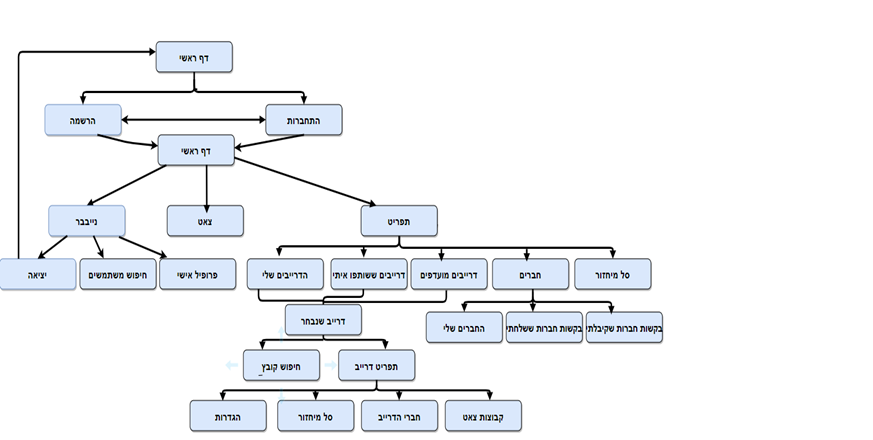 דף ראשי
הרשמה
התחברות
דף ראשי
נייבבר
צאט
תפריט
יציאה
חיפוש משתמשים
פרופיל אישי
הדרייבים שלי
דרייבים ששותפו איתי
דרייבים מועדפים
חברים
סל מיחזור
דרייב שנבחר
החברים שלי
בקשות חברות ששלחתי
בקשות חברות שקיבלתי
חיפוש קובץ_
תפריט דרייב
הגדרות
סל מיחזור
חברי הדרייב
קבוצות צאט